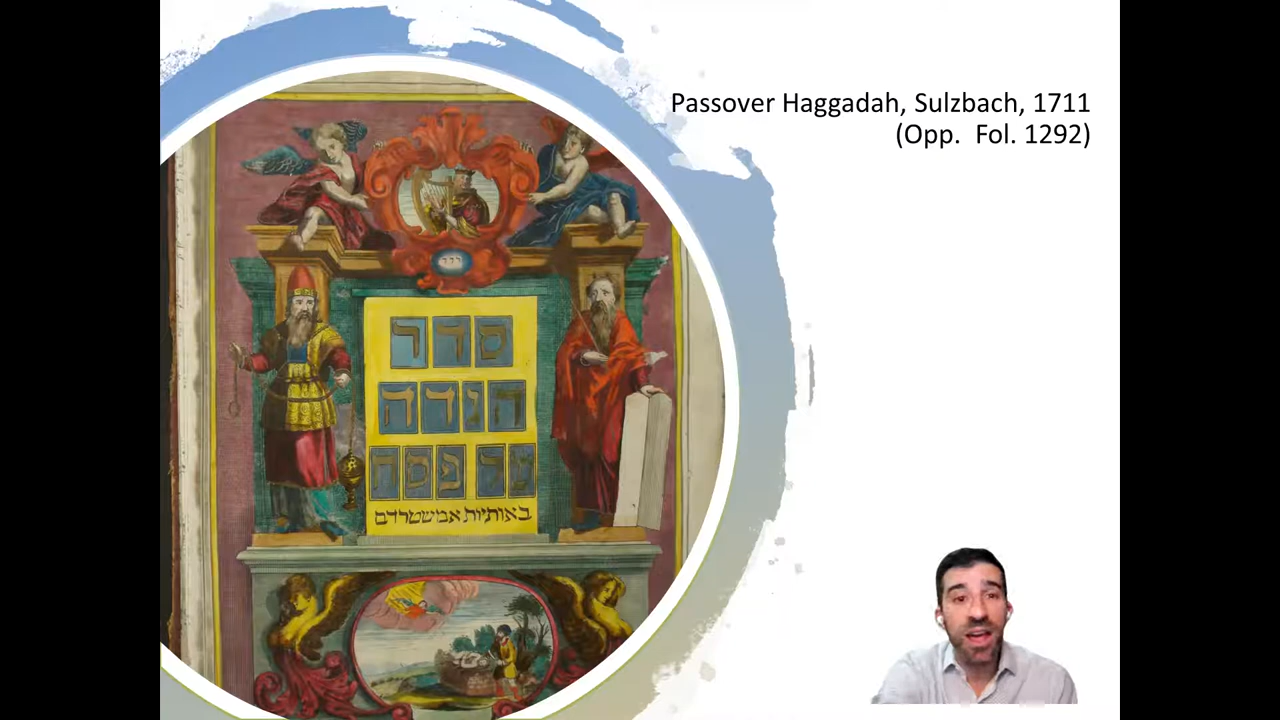 Passover Haggadah, Sulzbach, 1711
(Opp. Fol. 1292)
סדר
הגדה
של פסח
באותיות אמשטרדם